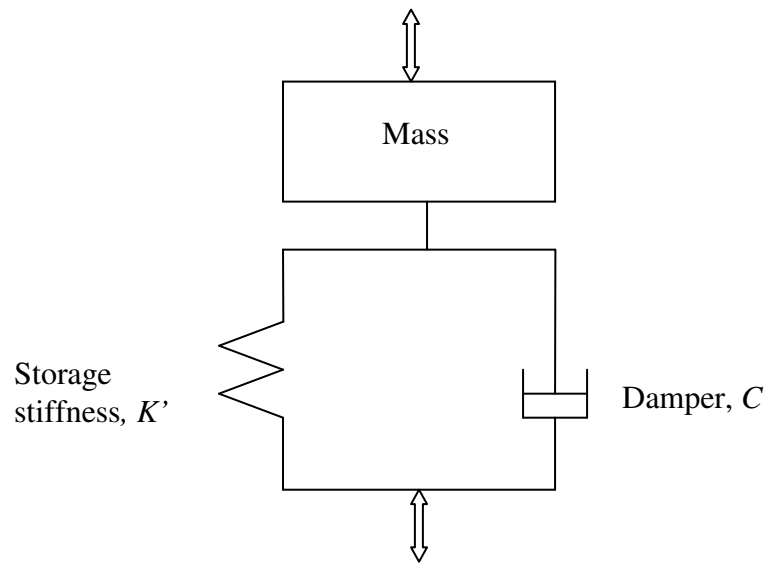 Mass
Storage
stiffness, K’
Damper, C